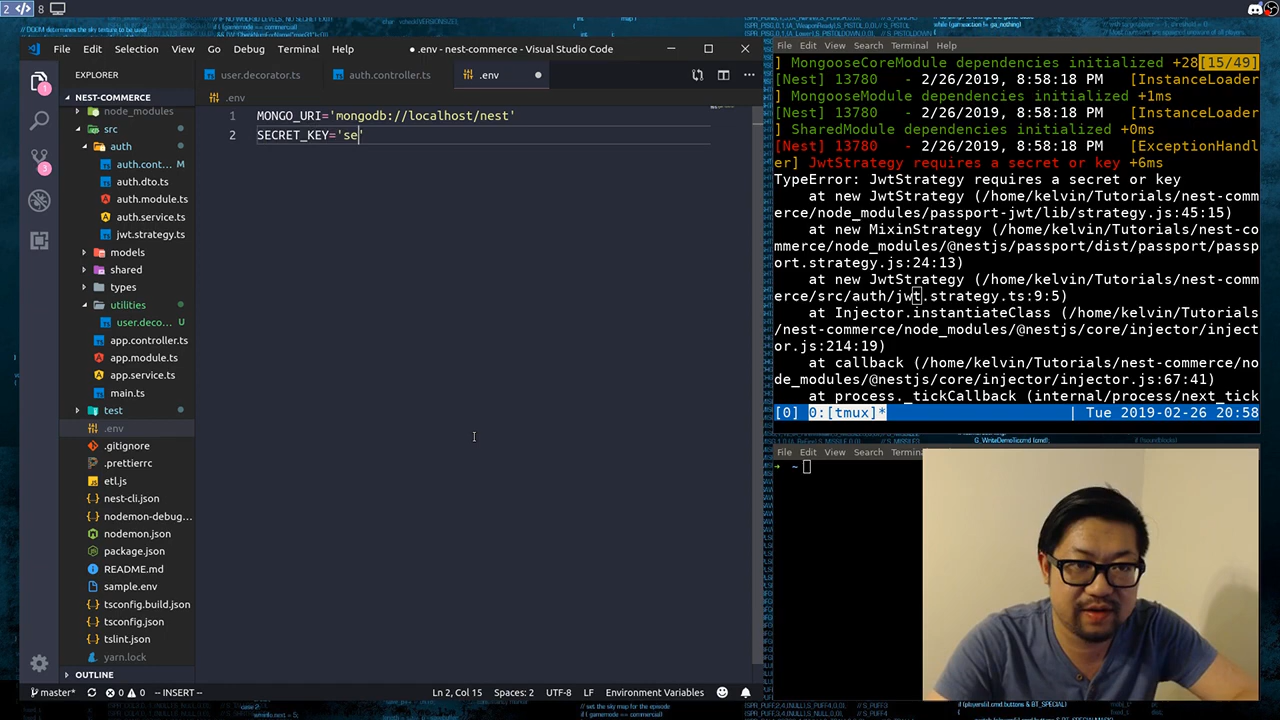 2 8
File Edit Selection View Go Debug Terminal Help
● .env - nest-commerce - Visual Studio Code
EXPLORER
user.decorator.ts auth.controller.ts .env
NEST-COMMERCE
.env
node_modules
src
auth
auth.cont... M
auth.dto.ts
auth.module.ts
auth.service.ts
jwt.strategy.ts
models
shared
types
utilities
user.deco... U
app.controller.ts
app.module.ts
app.service.ts
main.ts
test
.env
.gitignore
.prettierrc
etl.js
nest-cli.json
nodemon-debug...
nodemon.json
package.json
README.md
sample.env
tsconfig.build.json
tsconfig.json
tslint.json
yarn.lock
OUTLINE
1 MONGO_URI='mongodb://localhost/nest'
2 SECRET_KEY='se'
master* 0 0 -- INSERT --
Ln 2, Col 15 Spaces: 2 UTF-8 LF Environment Variables
File Edit View Search Terminal Help
] MongooseCoreModule dependencies initialized +28[15/49]
[Nest] 13780 - 2/26/2019, 8:58:18 PM [InstanceLoader
] MongooseModule dependencies initialized +1ms
[Nest] 13780 - 2/26/2019, 8:58:18 PM [InstanceLoader
] SharedModule dependencies initialized +0ms
[Nest] 13780 - 2/26/2019, 8:58:18 PM [ExceptionHandl
er] JwtStrategy requires a secret or key +6ms
TypeError: JwtStrategy requires a secret or key
at new JwtStrategy (/home/kelvin/Tutorials/nest-comm
erce/node_modules/passport-jwt/lib/strategy.js:45:15)
at new MixinStrategy (/home/kelvin/Tutorials/nest-co
mmerce/node_modules/@nestjs/passport/dist/passport/passp
ort.strategy.js:24:13)
at new JwtStrategy (/home/kelvin/Tutorials/nest-comm
erce/src/auth/jwt.strategy.ts:9:5)
at Injector.instantiateClass (/home/kelvin/Tutorials
/nest-commerce/node_modules/@nestjs/core/injector/inject
or.js:214:19)
at callback (/home/kelvin/Tutorials/nest-commerce/no
de_modules/@nestjs/core/injector/injector.js:67:41)
at process._tickCallback (internal/process/next_tick
[0] 0:[tmux]* | Tue 2019-02-26 20:58
File Edit View Search Termin
→ ~